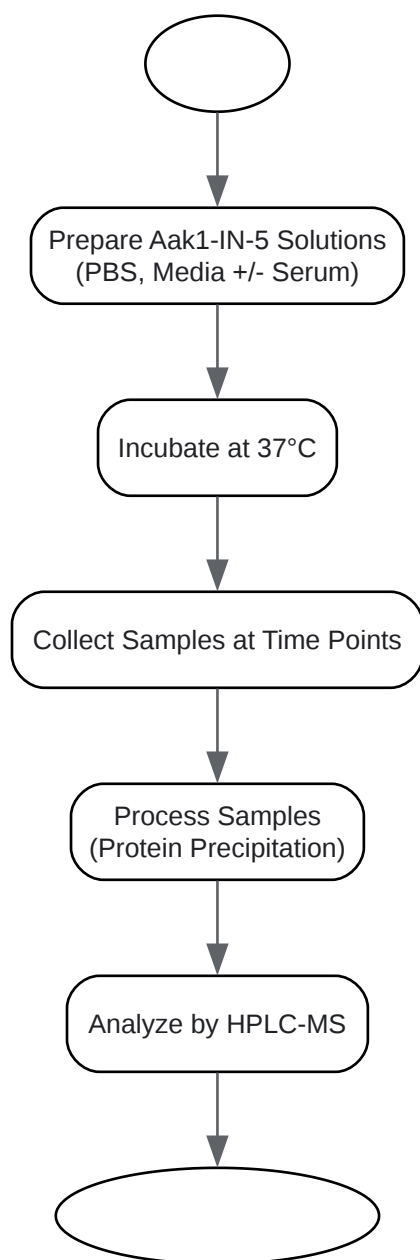 Prepare Aak1-IN-5 Solutions
(PBS, Media +/- Serum)
Incubate at 37°C
Collect Samples at Time Points
Process Samples
(Protein Precipitation)
Analyze by HPLC-MS